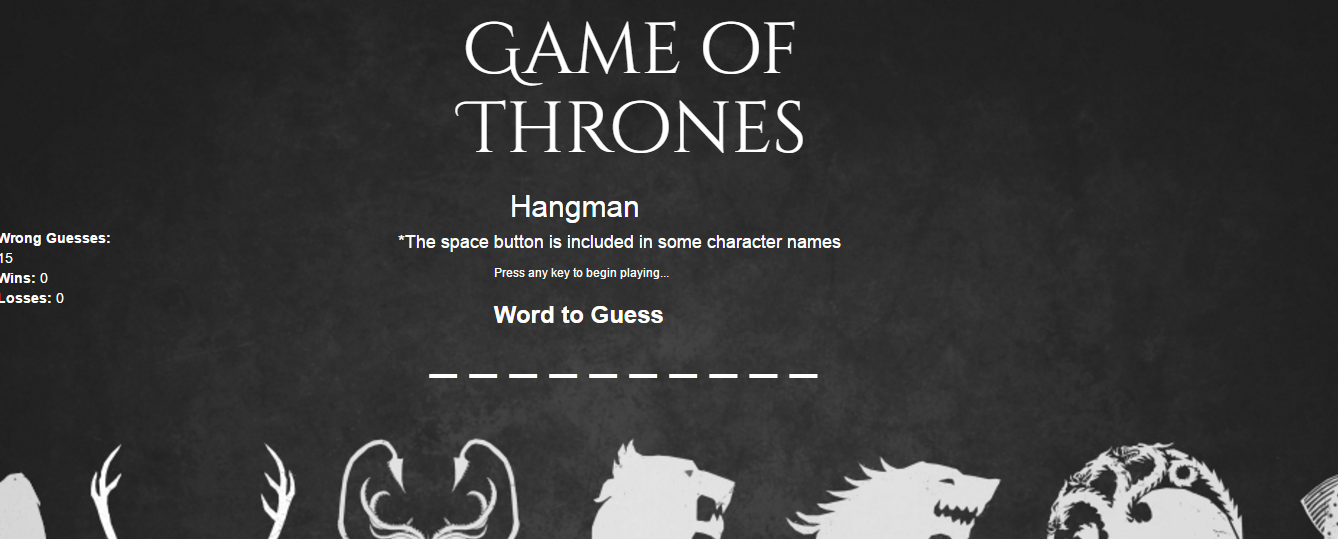 Game of
Thrones
Hangman
*The space button is included in some character names
Press any key to begin playing...
Wrong Guesses:
15
Wins: 0
Losses: 0
Word to Guess
_ _ _ _ _ _ _ _ _ _